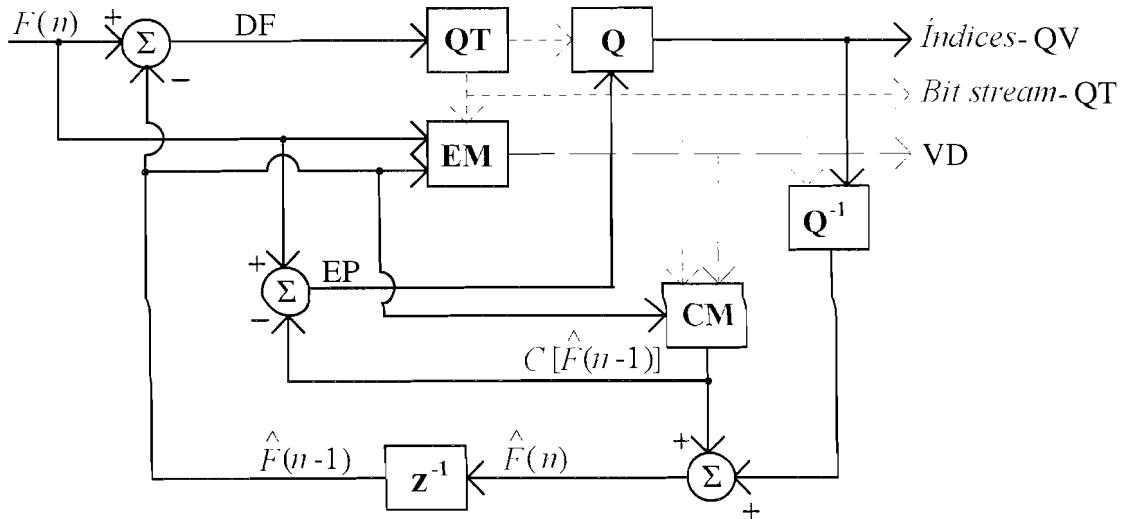 F(n)
+
Σ
−
DF
QT
Q
Índices-QV
Bit stream-QT
EM
VD
Q⁻¹
+
Σ
−
EP
CM
C[F̂(n-1)]
F̂(n-1)
z⁻¹
F̂(n)
+
Σ
+